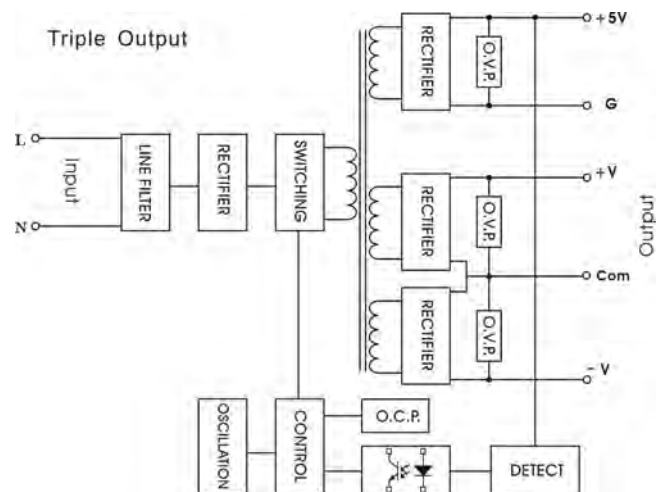 Triple Output
L
N
Input
LINE FILTER
RECTIFIER
SWITCHING
RECTIFIER
O.V.P.
+5V
G
RECTIFIER
O.V.P.
+V
Com
RECTIFIER
O.V.P.
- V
Output
OSCILLATION
CONTROL
O.C.P.
DETECT